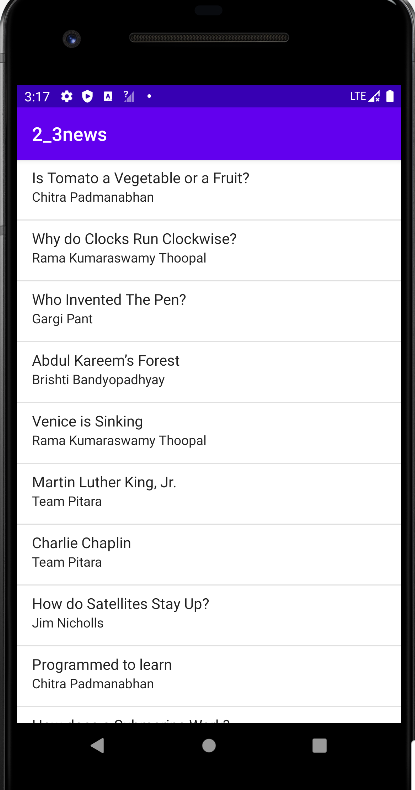 3:17
LTE
2_3news
Is Tomato a Vegetable or a Fruit?
Chitra Padmanabhan
Why do Clocks Run Clockwise?
Rama Kumaraswamy Thoopal
Who Invented The Pen?
Gargi Pant
Abdul Kareem’s Forest
Brishti Bandyopadhyay
Venice is Sinking
Rama Kumaraswamy Thoopal
Martin Luther King, Jr.
Team Pitara
Charlie Chaplin
Team Pitara
How do Satellites Stay Up?
Jim Nicholls
Programmed to learn
Chitra Padmanabhan